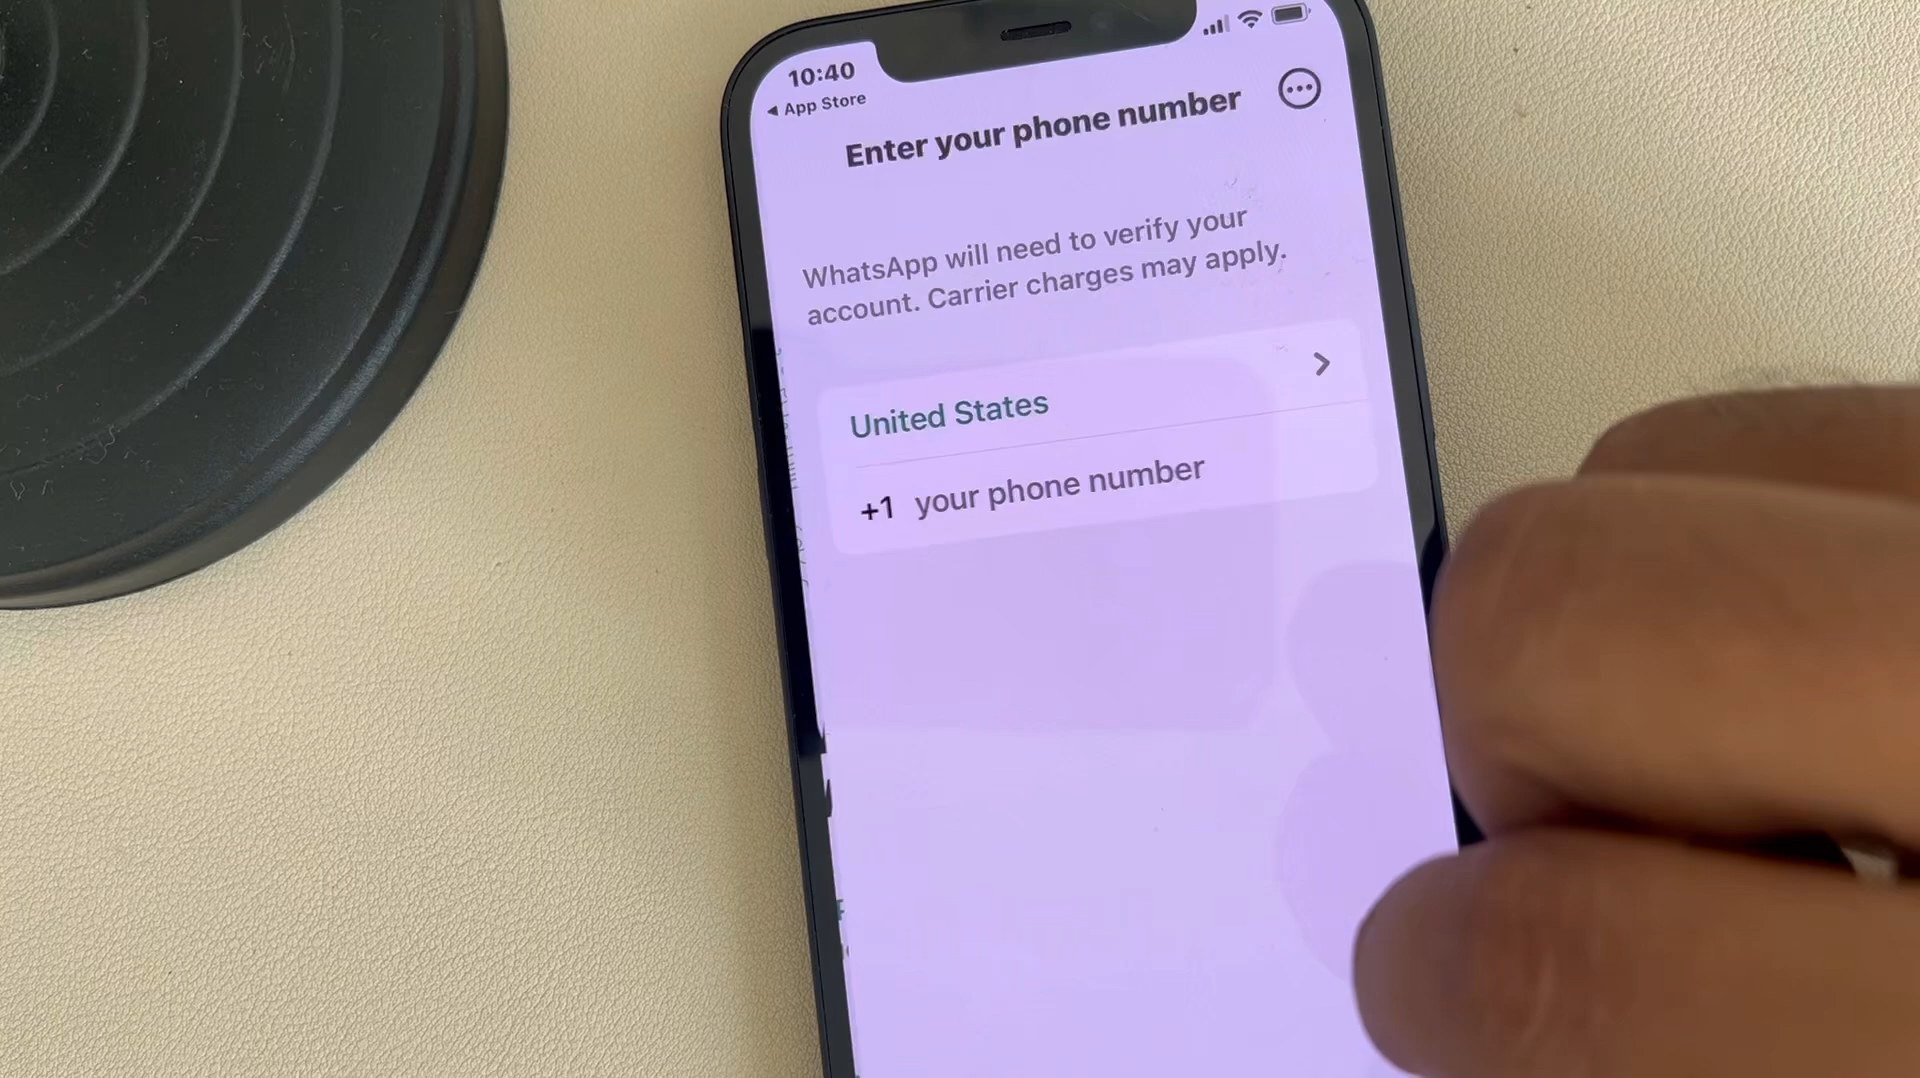 10:40
◀ App Store
Enter your phone number
WhatsApp will need to verify your
account. Carrier charges may apply.
United States
+1 your phone number